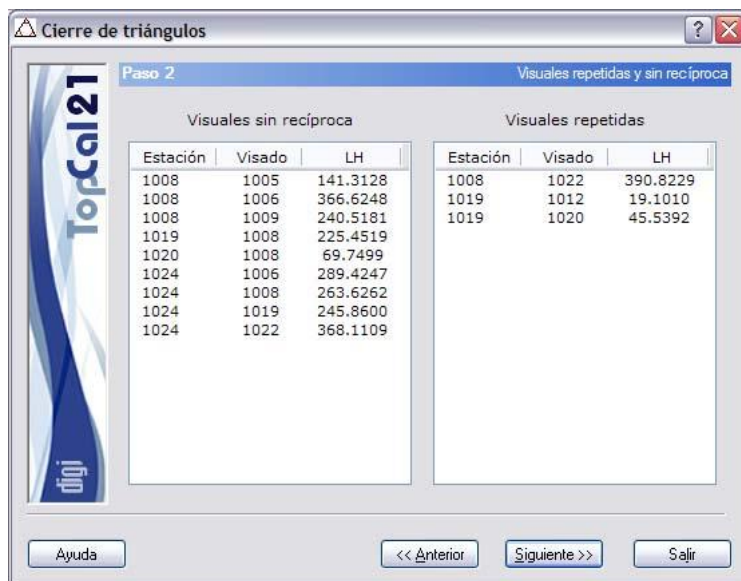 Cierre de triángulos
Paso 2
Visuales repetidas y sin recíproca
TopCal21
digi
Visuales sin recíproca
Estación Visado LH
1008 1005 141.3128
1008 1006 366.6248
1008 1009 240.5181
1019 1008 225.4519
1020 1008 69.7499
1024 1006 289.4247
1024 1008 263.6262
1024 1019 245.8600
1024 1022 368.1109
Visuales repetidas
Estación Visado LH
1008 1022 390.8229
1019 1012 19.1010
1019 1020 45.5392
Ayuda
<< Anterior
Siguiente >>
Salir